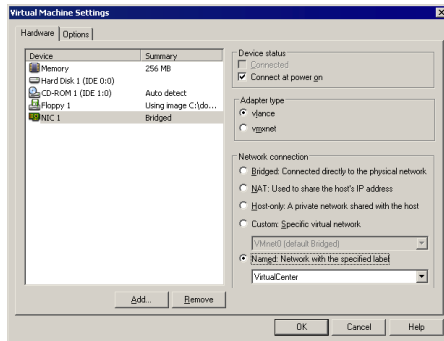 Virtual Machine Settings
Hardware Options
Device Summary
Memory 256 MB
Hard Disk 1 (IDE 0:0)
CD-ROM 1 (IDE 1:0) Auto detect
Floppy 1 Using image C:\do...
NIC 1 Bridged
Add... Remove
Device status
Connected
Connect at power on
Adapter type
vlance
vmxnet
Network connection
Bridged: Connected directly to the physical network
NAT: Used to share the host's IP address
Host-only: A private network shared with the host
Custom: Specific virtual network
VMnet0 (default Bridged)
Named: Network with the specified label
VirtualCenter
OK Cancel Help